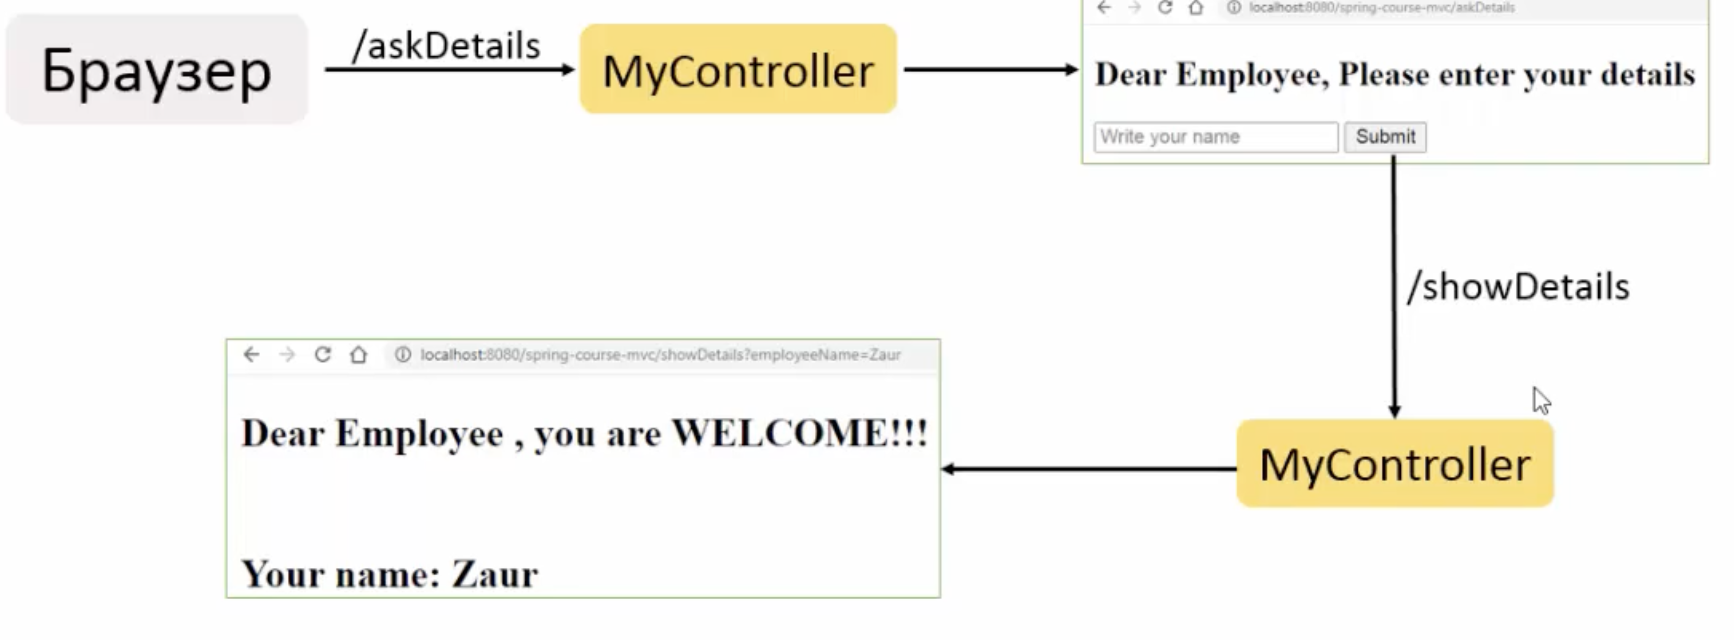 Браузер
/askDetails
MyController
localhost:8080/spring-course-mvc/askDetails
Dear Employee, Please enter your details
Write your name
Submit
/showDetails
MyController
localhost:8080/spring-course-mvc/showDetails?employeeName=Zaur
Dear Employee , you are WELCOME!!!
Your name: Zaur